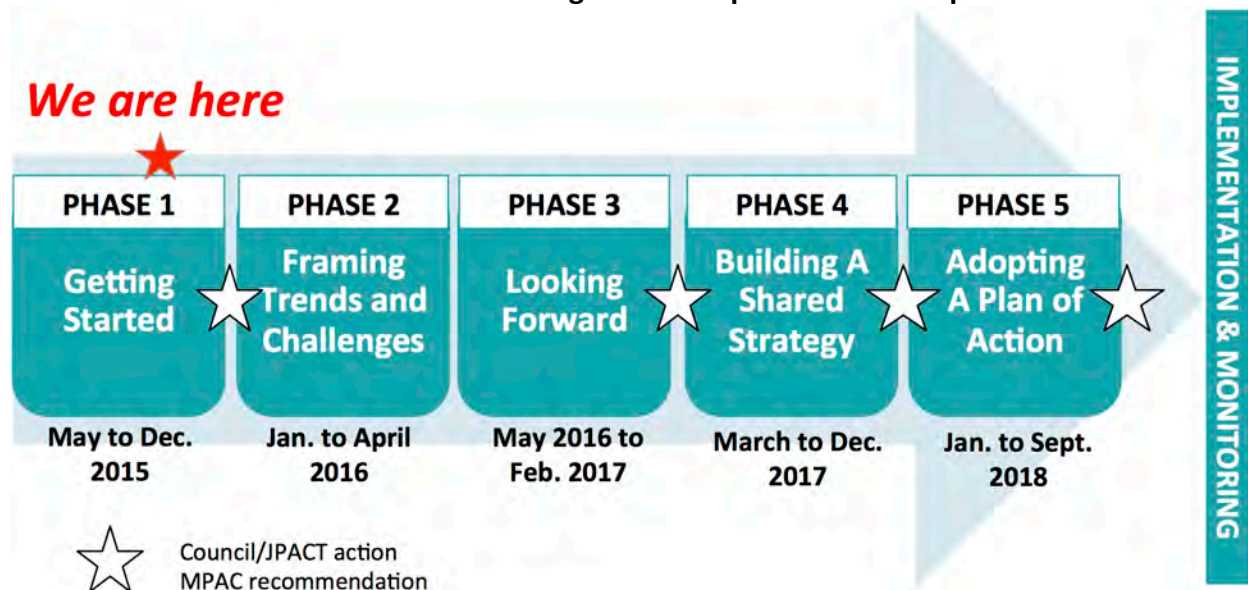 We are here
PHASE 1
Getting
Started
May to Dec.
2015
PHASE 2
Framing
Trends and
Challenges
Jan. to April
2016
PHASE 3
Looking
Forward
May 2016 to
Feb. 2017
PHASE 4
Building A
Shared
Strategy
March to Dec.
2017
PHASE 5
Adopting
A Plan of
Action
Jan. to Sept.
2018
IMPLEMENTATION & MONITORING
Council/JPACT action
MPAC recommendation